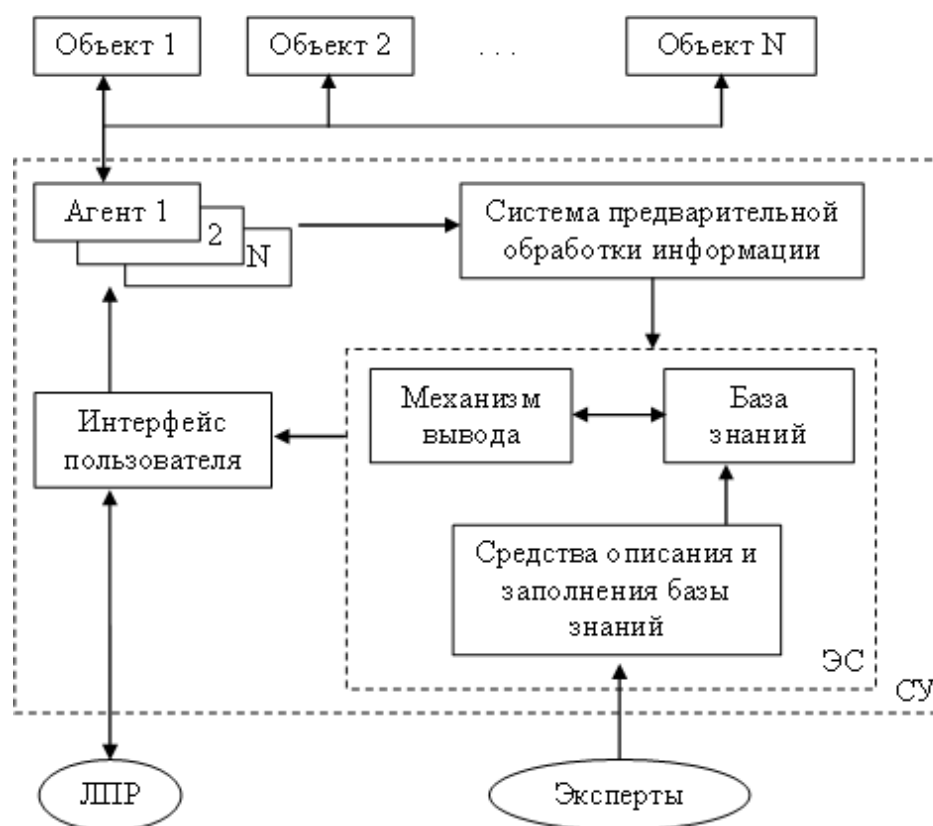 Объект 1
Объект 2
. . .
Объект N
Агент 1
2
N
Система предварительной
обработки информации
Механизм
вывода
База
знаний
Интерфейс
пользователя
Средства описания и
заполнения базы
знаний
ЭС
СУ
ЛПР
Эксперты